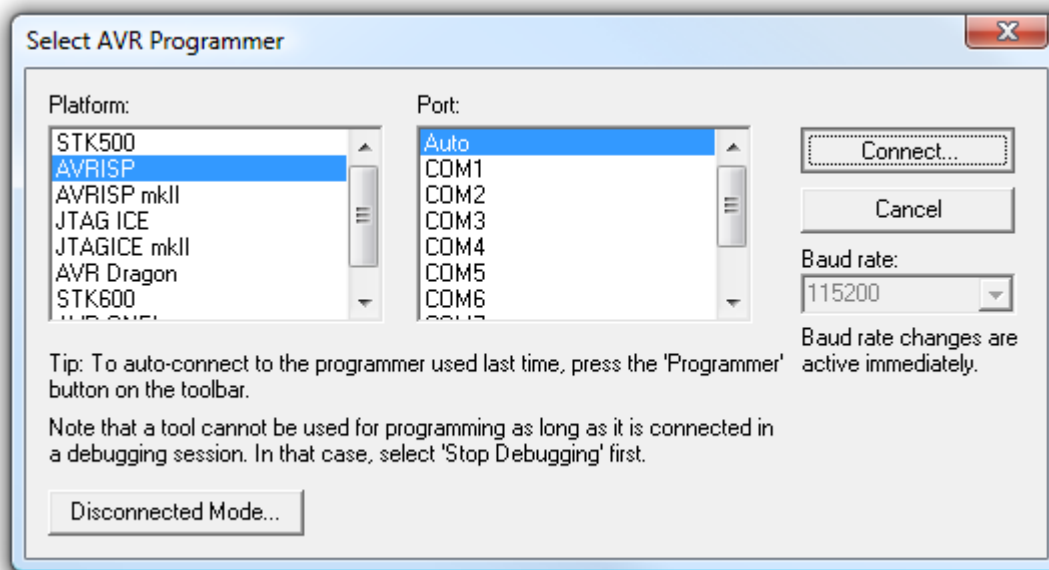 Select AVR Programmer
Platform:
STK500
AVRISP
AVRISP mkII
JTAG ICE
JTAGICE mkII
AVR Dragon
STK600
Port:
Auto
COM1
COM2
COM3
COM4
COM5
COM6
Connect...
Cancel
Baud rate:
115200
Baud rate changes are
active immediately.
Tip: To auto-connect to the programmer used last time, press the 'Programmer'
button on the toolbar.
Note that a tool cannot be used for programming as long as it is connected in
a debugging session. In that case, select 'Stop Debugging' first.
Disconnected Mode...